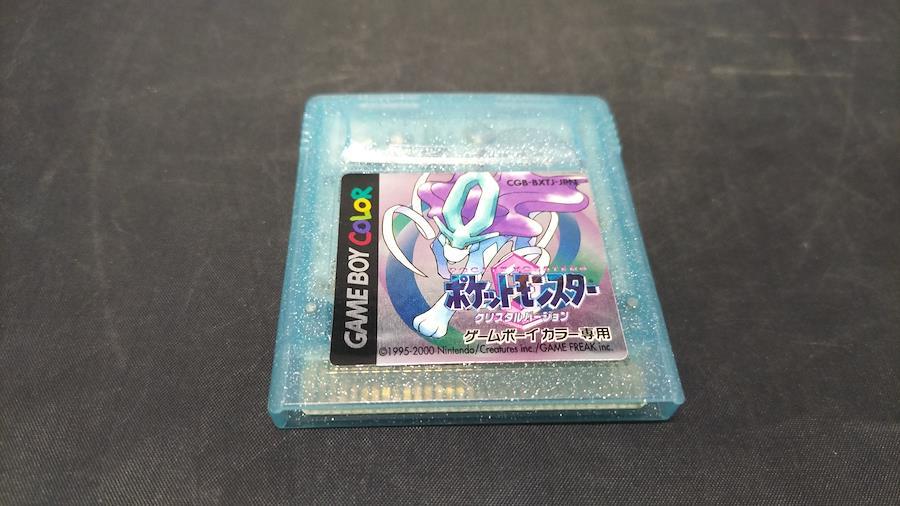 CGB-BXTJ-JPN
GAME BOY COLOR
POCKET MONSTERS
ポケットモンスター
クリスタルバージョン
ゲームボーイカラー専用
©1995-2000 Nintendo/Creatures inc./GAME FREAK inc.